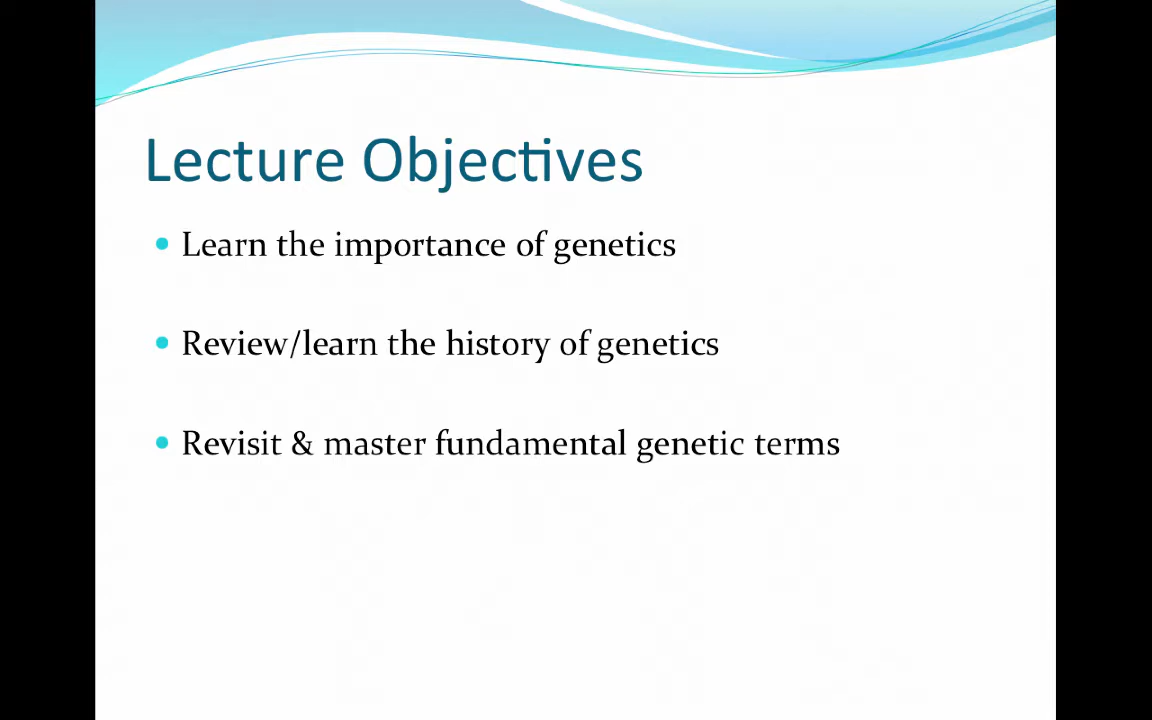 Lecture Objectives
Learn the importance of genetics
Review/learn the history of genetics
Revisit & master fundamental genetic terms